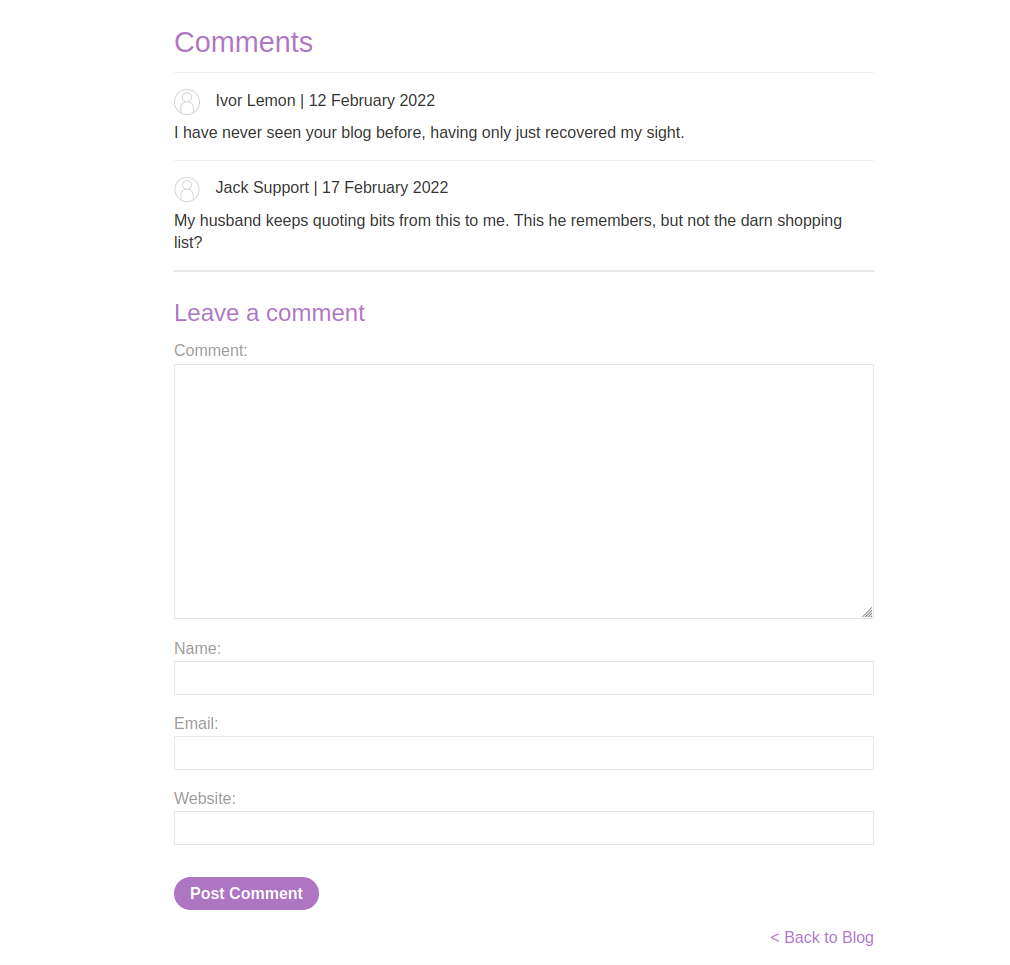 Comments
Ivor Lemon | 12 February 2022
I have never seen your blog before, having only just recovered my sight.
Jack Support | 17 February 2022
My husband keeps quoting bits from this to me. This he remembers, but not the darn shopping
list?
Leave a comment
Comment:
Name:
Email:
Website:
Post Comment
< Back to Blog